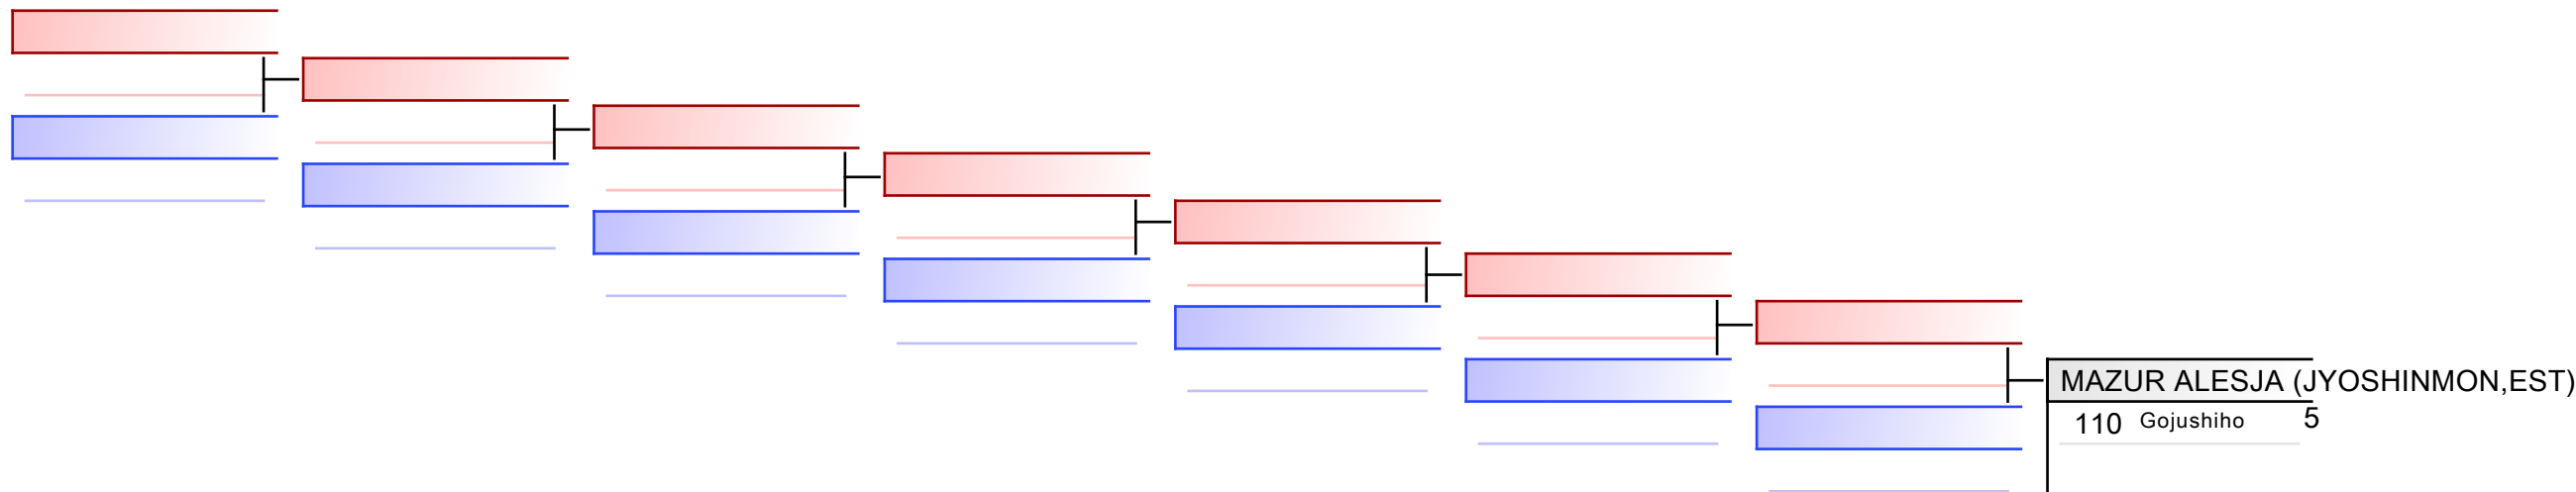 MAZUR ALESJA (JYOSHINMON,EST)
110 Gojushiho 5